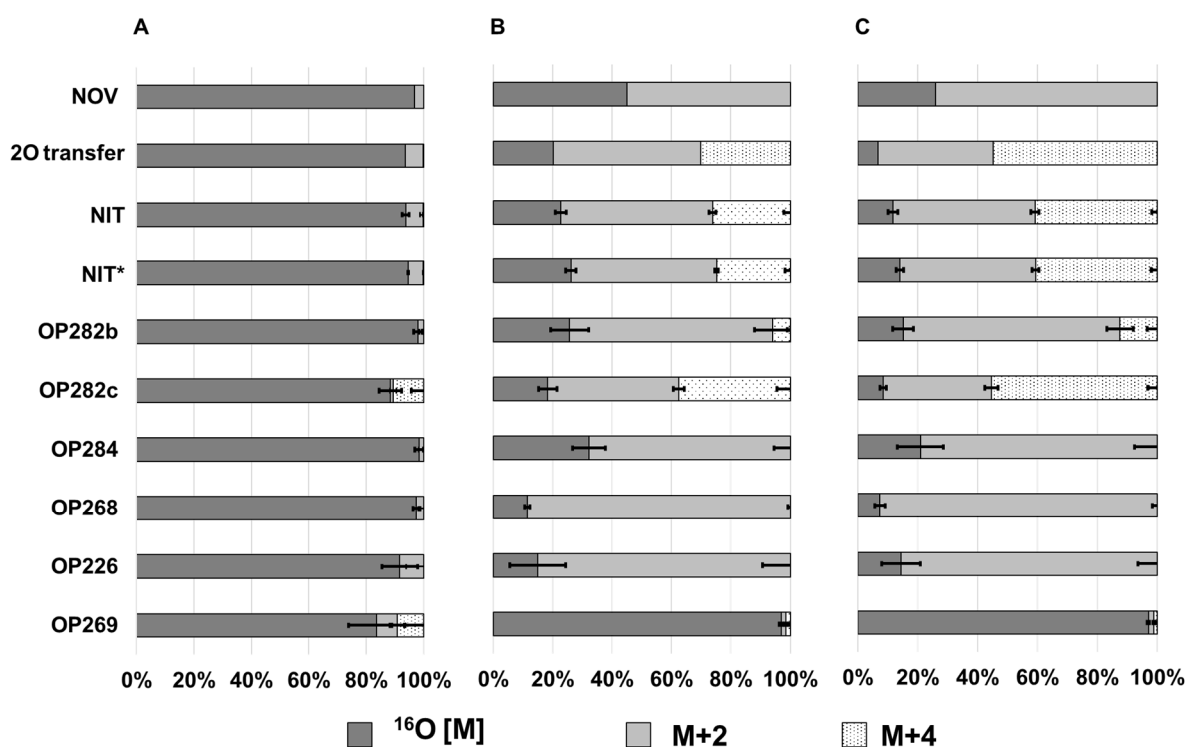 A B C
NOV
2O transfer
NIT
NIT*
OP282b
OP282c
OP284
OP268
OP226
OP269
0% 20% 40% 60% 80% 100% 0% 20% 40% 60% 80% 100% 0% 20% 40% 60% 80% 100%
¹⁶O [M] M+2 M+4